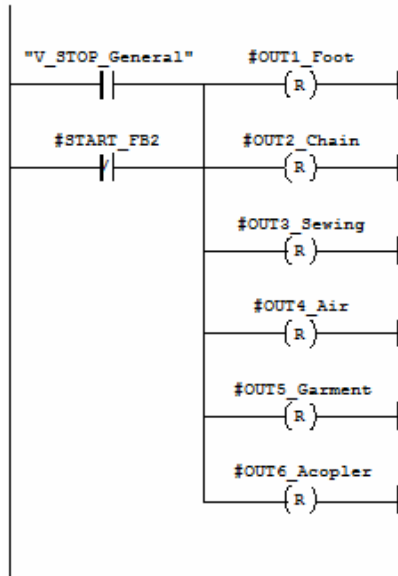 "V_STOP_General" #OUT1_Foot
(R)
#START_FB2 #OUT2_Chain
(R)
#OUT3_Sewing
(R)
#OUT4_Air
(R)
#OUT5_Garment
(R)
#OUT6_Acopler
(R)